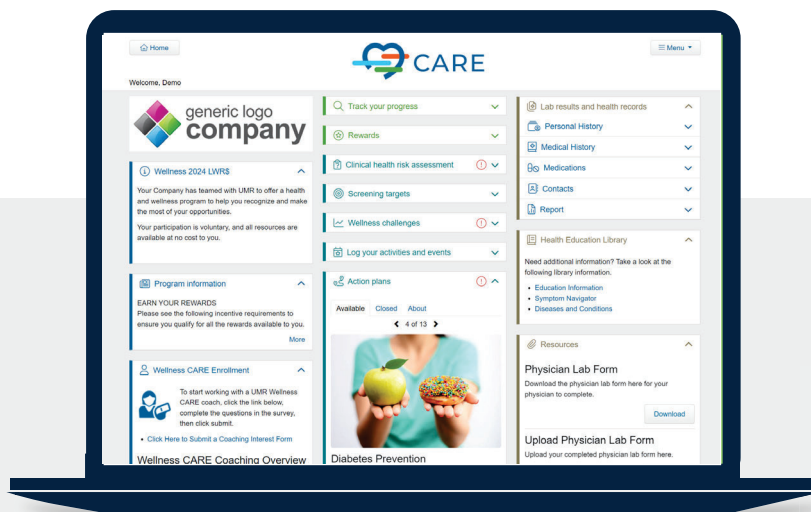 Home
CARE
Menu
Welcome, Demo
generic logo
company
Wellness 2024 LWR$
Your Company has teamed with UMR to offer a health
and wellness program to help you recognize and make
the most of your opportunities.
Your participation is voluntary, and all resources are
available at no cost to you.
Program information
EARN YOUR REWARDS
Please see the following incentive requirements to
ensure you qualify for all the rewards available to you.
More
Wellness CARE Enrollment
To start working with a UMR Wellness
CARE coach, click the link below,
complete the questions in the survey,
then click submit.
• Click Here to Submit a Coaching Interest Form
Wellness CARE Coaching Overview
Track your progress
Rewards
Clinical health risk assessment
Screening targets
Wellness challenges
Log your activities and events
Action plans
Available Closed About
4 of 13
Diabetes Prevention
Lab results and health records
Personal History
Medical History
Medications
Contacts
Report
Health Education Library
Need additional information? Take a look at the
following library information.
• Education Information
• Symptom Navigator
• Diseases and Conditions
Resources
Physician Lab Form
Download the physician lab form here for your
physician to complete.
Download
Upload Physician Lab Form
Upload your completed physician lab form here.